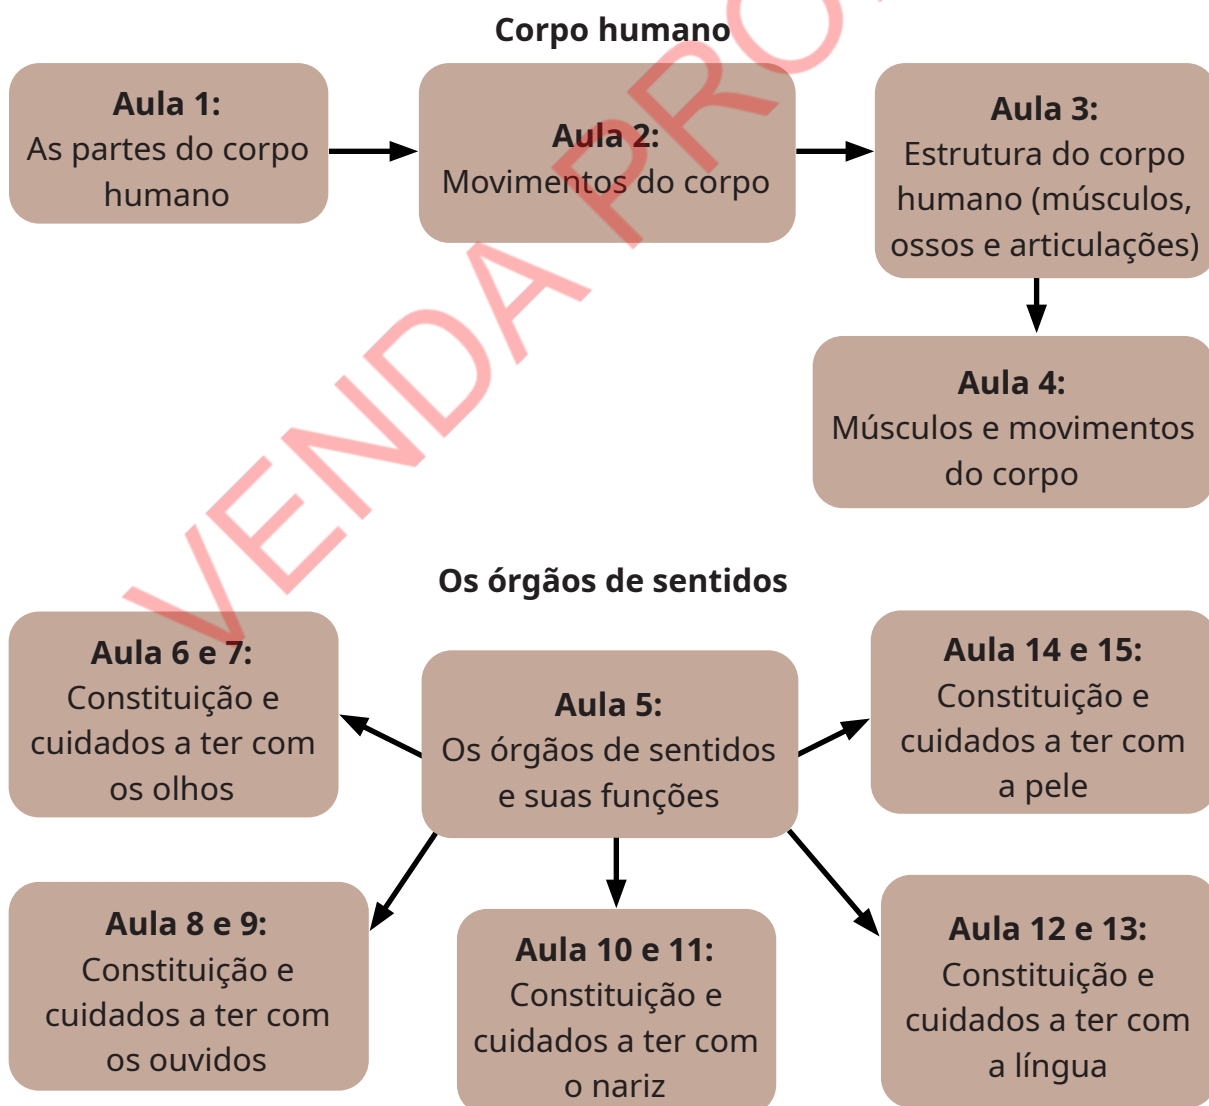 Corpo humano
Aula 1:
As partes do corpo
humano
Aula 2:
Movimentos do corpo
Aula 3:
Estrutura do corpo
humano (músculos,
ossos e articulações)
Aula 4:
Músculos e movimentos
do corpo
VENDA
Os órgãos de sentidos
Aula 5:
Os órgãos de sentidos
e suas funções
Aula 6 e 7:
Constituição e
cuidados a ter com
os olhos
Aula 8 e 9:
Constituição e
cuidados a ter com
os ouvidos
Aula 10 e 11:
Constituição e
cuidados a ter com
o nariz
Aula 12 e 13:
Constituição e
cuidados a ter com
a língua
Aula 14 e 15:
Constituição e
cuidados a ter com
a pele